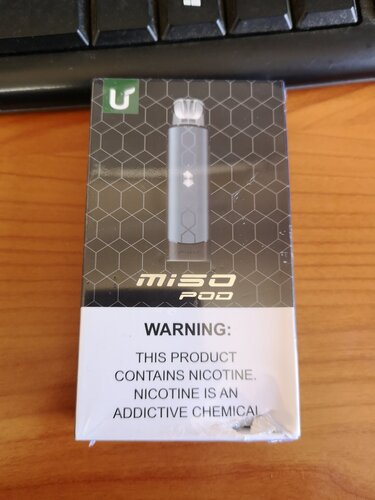 U
MISO
POD
WARNING:
THIS PRODUCT
CONTAINS NICOTINE.
NICOTINE IS AN
ADDICTIVE CHEMICAL